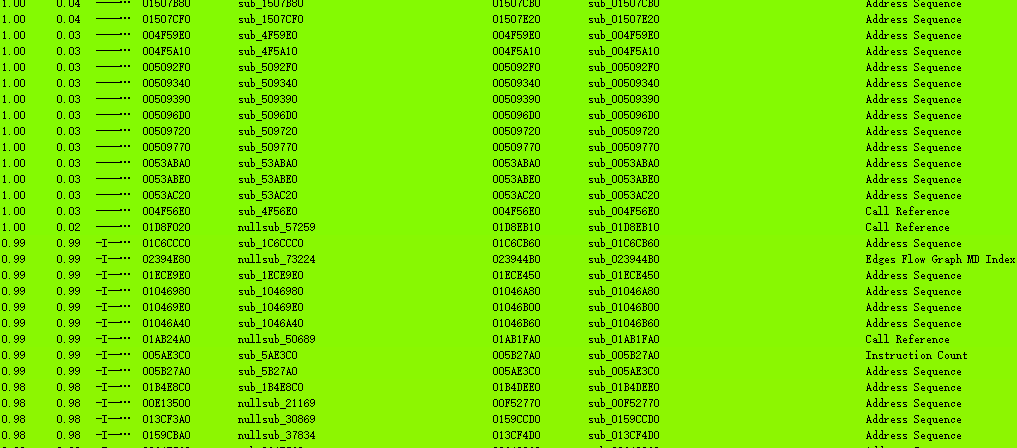 1.00 0.04 01507B80 sub_1507B80 01507CB0 sub_01507CB0 Address Sequence
1.00 0.04 01507CF0 sub_1507CF0 01507E20 sub_01507E20 Address Sequence
1.00 0.03 004F59E0 sub_4F59E0 004F59E0 sub_004F59E0 Address Sequence
1.00 0.03 004F5A10 sub_4F5A10 004F5A10 sub_004F5A10 Address Sequence
1.00 0.03 005092F0 sub_5092F0 005092F0 sub_005092F0 Address Sequence
1.00 0.03 00509340 sub_509340 00509340 sub_00509340 Address Sequence
1.00 0.03 00509390 sub_509390 00509390 sub_00509390 Address Sequence
1.00 0.03 005096D0 sub_5096D0 005096D0 sub_005096D0 Address Sequence
1.00 0.03 00509720 sub_509720 00509720 sub_00509720 Address Sequence
1.00 0.03 00509770 sub_509770 00509770 sub_00509770 Address Sequence
1.00 0.03 0053ABA0 sub_53ABA0 0053ABA0 sub_0053ABA0 Address Sequence
1.00 0.03 0053ABE0 sub_53ABE0 0053ABE0 sub_0053ABE0 Address Sequence
1.00 0.03 0053AC20 sub_53AC20 0053AC20 sub_0053AC20 Address Sequence
1.00 0.03 004F56E0 sub_4F56E0 004F56E0 sub_004F56E0 Call Reference
1.00 0.02 01D8F020 nullsub_57259 01D8EB10 sub_01D8EB10 Call Reference
0.99 0.99 -I 01C6CCC0 sub_1C6CCC0 01C6CB60 sub_01C6CB60 Address Sequence
0.99 0.99 -I 02394E80 nullsub_73224 023944B0 sub_023944B0 Edges Flow Graph MD Index
0.99 0.99 -I 01ECE9E0 sub_1ECE9E0 01ECE450 sub_01ECE450 Address Sequence
0.99 0.99 -I 01046980 sub_1046980 01046A80 sub_01046A80 Address Sequence
0.99 0.99 -I 010469E0 sub_10469E0 01046B00 sub_01046B00 Address Sequence
0.99 0.99 -I 01046A40 sub_1046A40 01046B60 sub_01046B60 Address Sequence
0.99 0.99 -I 01AB24A0 nullsub_50689 01AB1FA0 sub_01AB1FA0 Call Reference
0.99 0.99 -I 005AE3C0 sub_5AE3C0 005B27A0 sub_005B27A0 Instruction Count
0.99 0.99 -I 005B27A0 sub_5B27A0 005AE3C0 sub_005AE3C0 Address Sequence
0.98 0.98 -I 01B4E8C0 sub_1B4E8C0 01B4DEE0 sub_01B4DEE0 Address Sequence
0.98 0.98 -I 00E13500 nullsub_21169 00F52770 sub_00F52770 Address Sequence
0.98 0.98 -I 013CF3A0 nullsub_30869 0159CCD0 sub_0159CCD0 Address Sequence
0.98 0.98 -I 0159CBA0 nullsub_37834 013CF4D0 sub_013CF4D0 Address Sequence